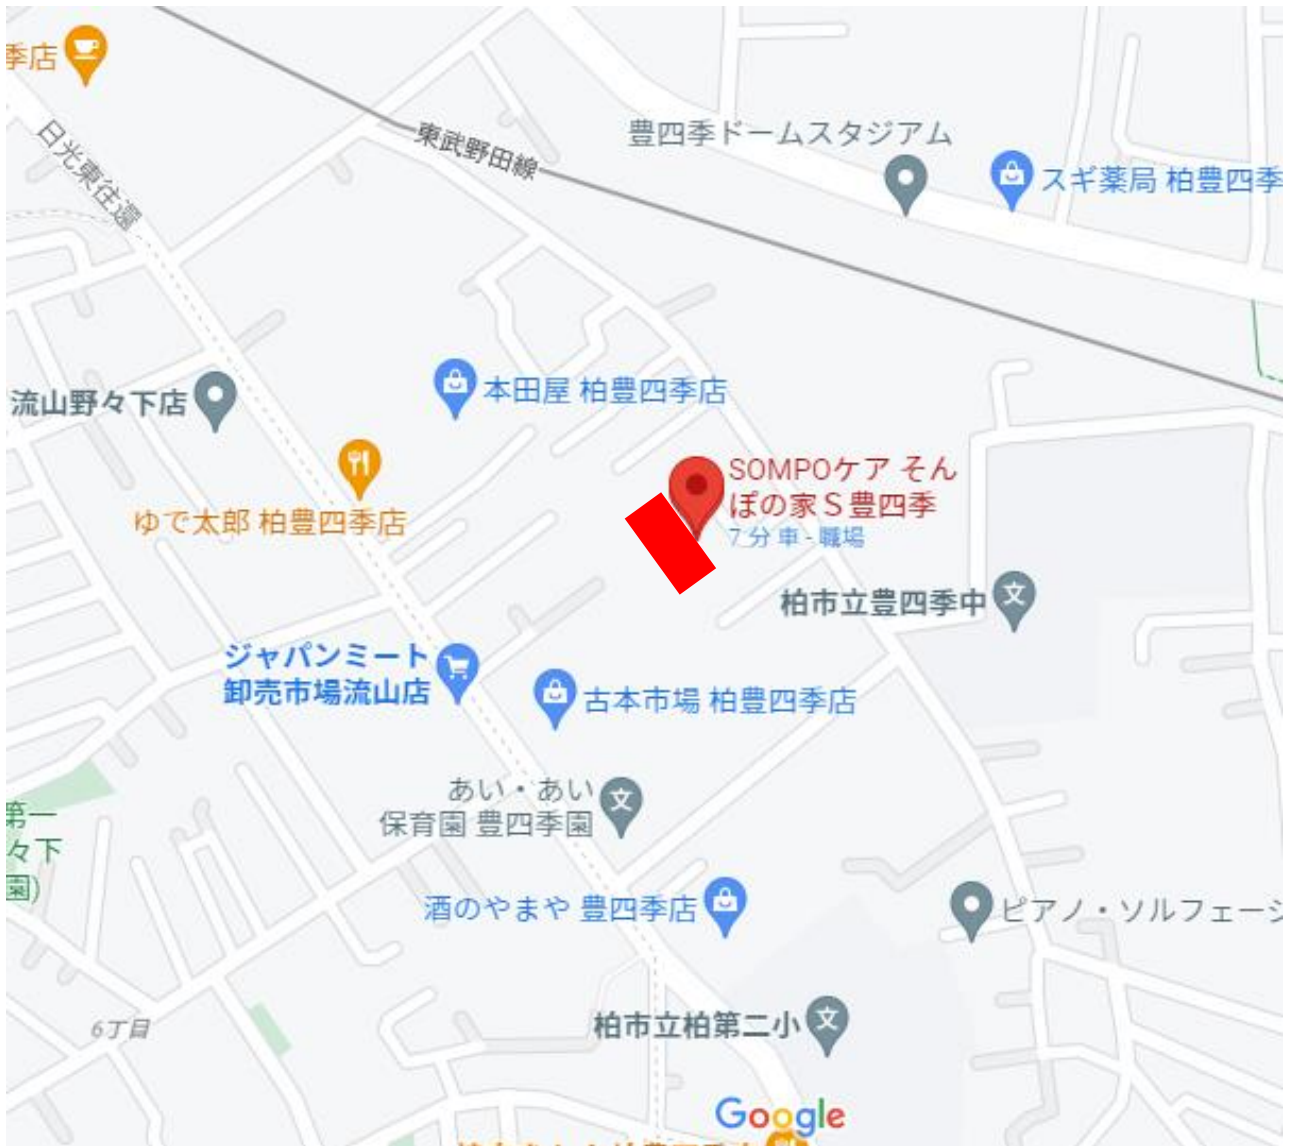 季店
日光東往還
東武野田線
豊四季ドームスタジアム
スギ薬局 柏豊四季
流山野々下店
本田屋 柏豊四季店
SOMPOケア そん
ぽの家S豊四季
7分 車 - 職場
ゆで太郎 柏豊四季店
柏市立豊四季中
ジャパンミート
卸売市場流山店
古本市場 柏豊四季店
あい・あい
保育園 豊四季園
第一
々下
園)
酒のやまや 豊四季店
ピアノ・ソルフェージ
6丁目
柏市立柏第二小
Google